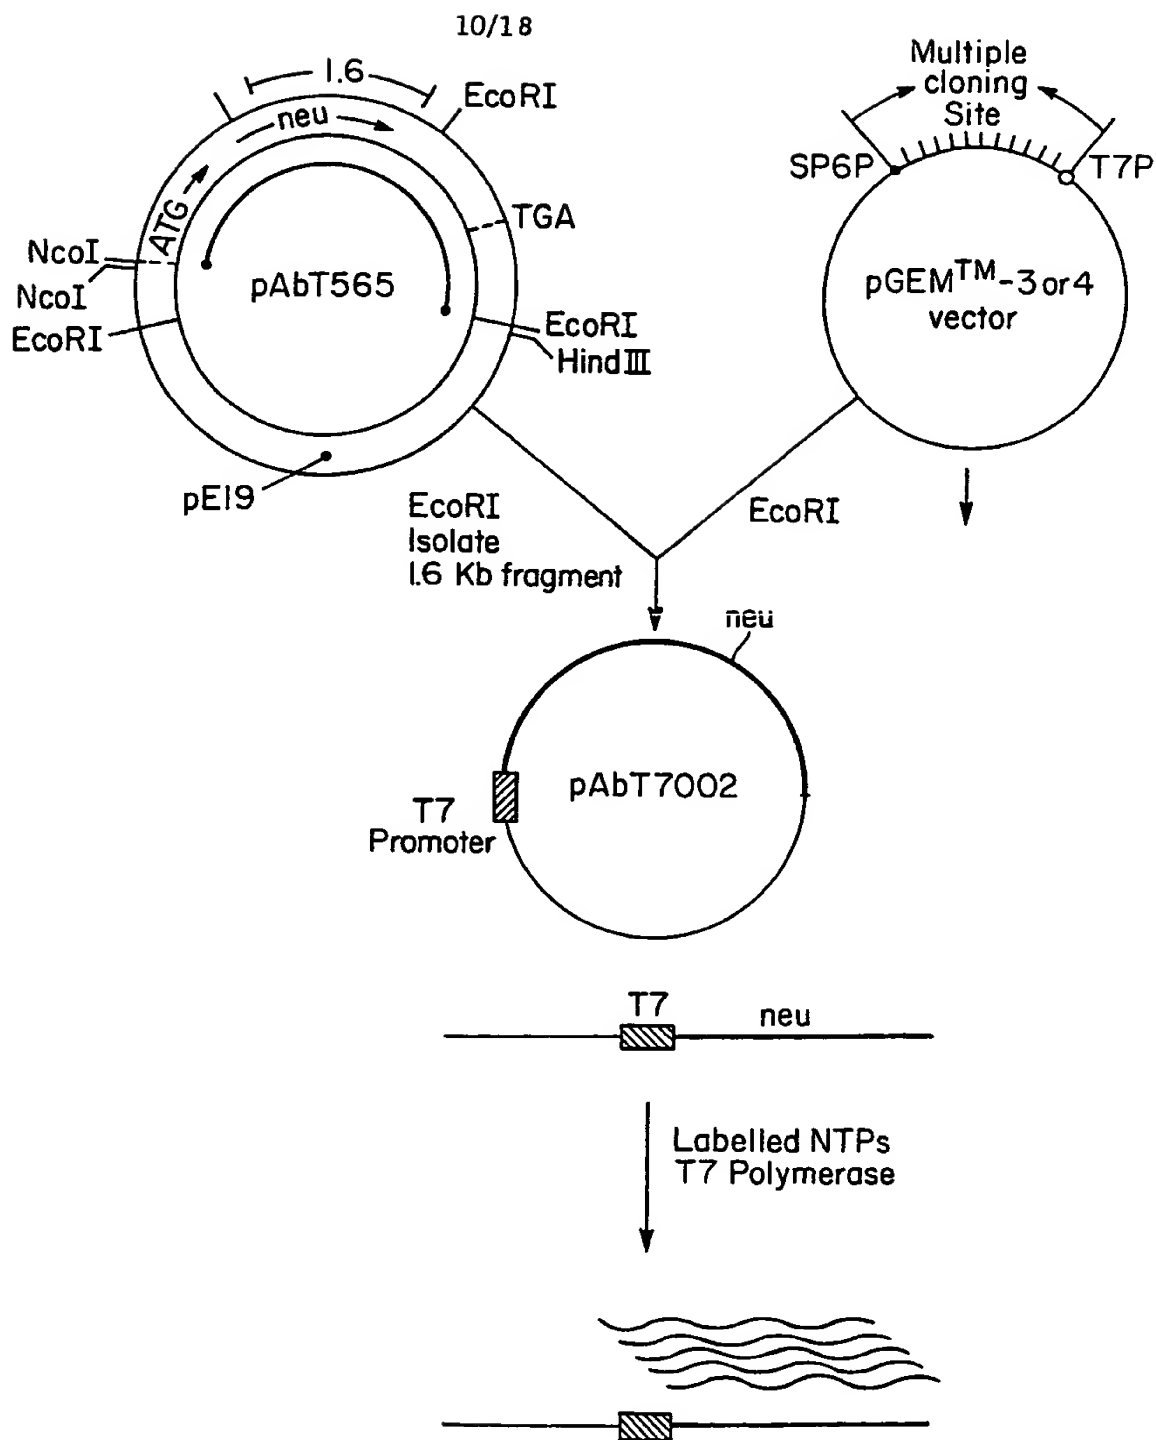 10/18
1.6
EcoRI
neu
ATG
TGA
NcoI
NcoI
EcoRI
pAbT565
EcoRI
Hind III
pE19
Multiple
cloning
Site
SP6P
T7P
pGEM™-3 or 4
vector
EcoRI
Isolate
1.6 Kb fragment
EcoRI
neu
pAbT7002
T7
Promoter
T7
neu
Labelled NTPs
T7 Polymerase